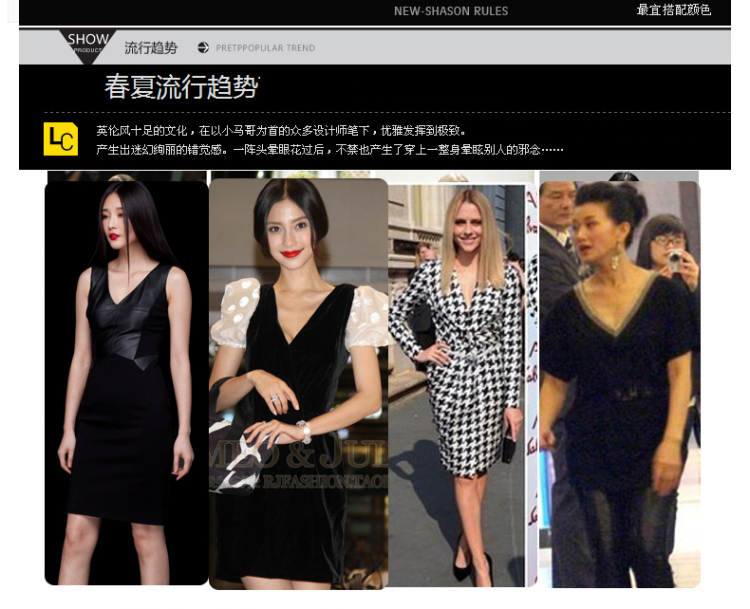 NEW-SHASON RULES
最宜搭配颜色
SHOW
PRODUCT
流行趋势
PRETPPOPULAR TREND
春夏流行趋势
LC
英伦风十足的文化，在以小马哥为首的众多设计师笔下，优雅发挥到极致。
产生出迷幻绚丽的错觉感。一阵头晕眼花过后，不禁也产生了穿上一整身晕眩别人的邪念……
MEO & JUL
RJFASHION.TAO